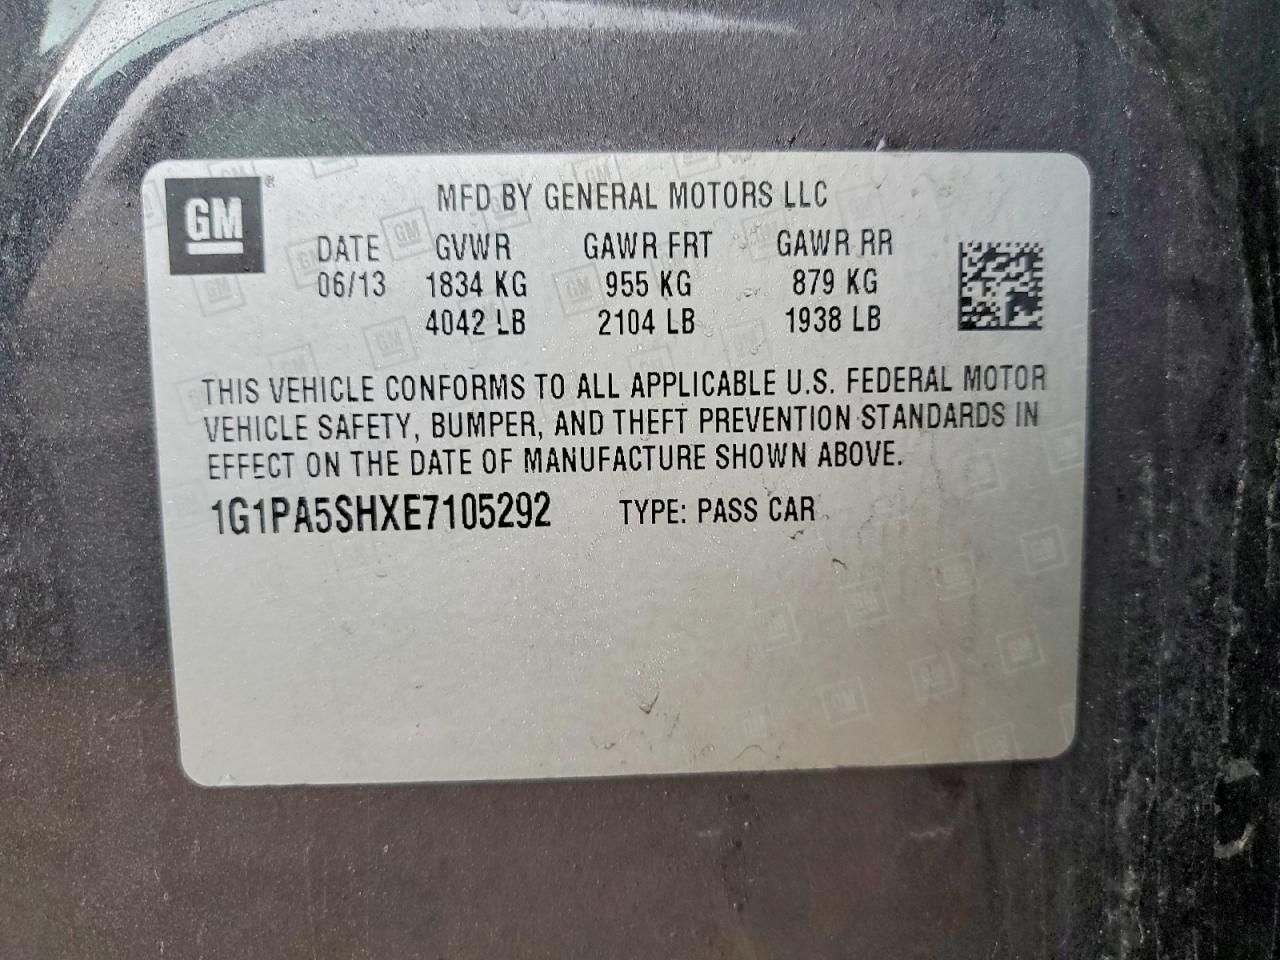 GM
MFD BY GENERAL MOTORS LLC
DATE GVWR GAWR FRT GAWR RR
06/13 1834 KG 955 KG 879 KG
4042 LB 2104 LB 1938 LB
THIS VEHICLE CONFORMS TO ALL APPLICABLE U.S. FEDERAL MOTOR
VEHICLE SAFETY, BUMPER, AND THEFT PREVENTION STANDARDS IN
EFFECT ON THE DATE OF MANUFACTURE SHOWN ABOVE.
1G1PA5SHXE7105292 TYPE: PASS CAR